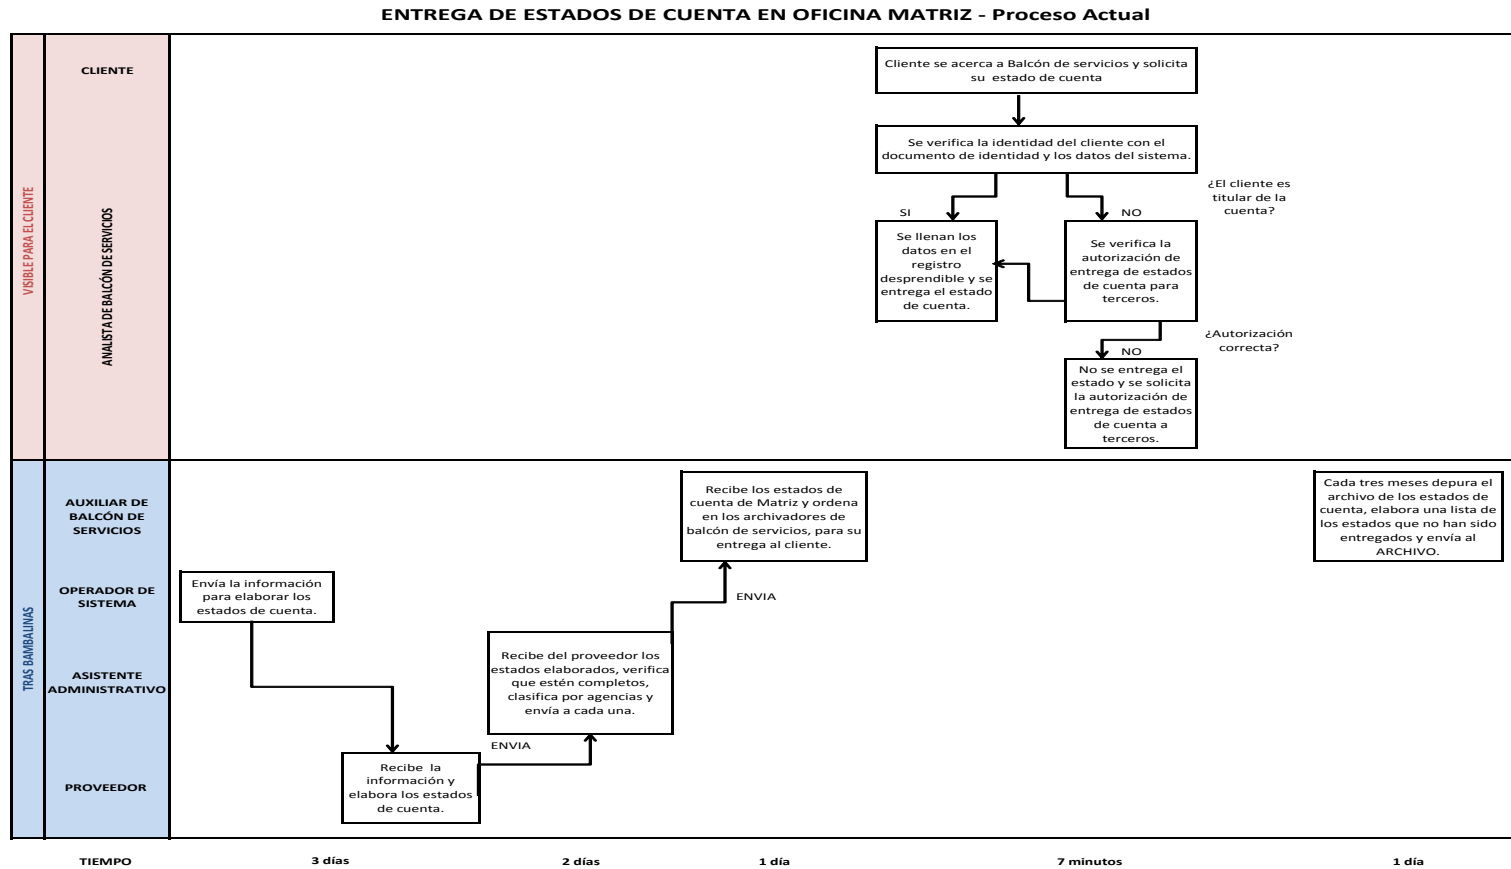 ENTREGA DE ESTADOS DE CUENTA EN OFICINA MATRIZ - Proceso Actual
VISIBLE PARA EL CLIENTE
CLIENTE
Cliente se acerca a Balcón de servicios y solicita
su estado de cuenta
ANALISTA DE BALCÓN DE SERVICIOS
Se verifica la identidad del cliente con el
documento de identidad y los datos del sistema.
¿El cliente es
titular de la
cuenta?
SI
NO
Se llenan los
datos en el
registro
desprendible y se
entrega el estado
de cuenta.
Se verifica la
autorización de
entrega de estados
de cuenta para
terceros.
¿Autorización
correcta?
NO
No se entrega el
estado y se solicita
la autorización de
entrega de estados
de cuenta a
terceros.
TRAS BAMBALINAS
AUXILIAR DE
BALCÓN DE
SERVICIOS
Recibe los estados de
cuenta de Matriz y ordena
en los archivadores de
balcón de servicios, para su
entrega al cliente.
Cada tres meses depura el
archivo de los estados de
cuenta, elabora una lista de
los estados que no han sido
entregados y envía al
ARCHIVO.
OPERADOR DE
SISTEMA
Envía la información
para elaborar los
estados de cuenta.
ENVIA
ASISTENTE
ADMINISTRATIVO
Recibe del proveedor los
estados elaborados, verifica
que estén completos,
clasifica por agencias y
envía a cada una.
ENVIA
PROVEEDOR
Recibe la
información y
elabora los estados
de cuenta.
TIEMPO
3 días
2 días
1 día
7 minutos
1 día